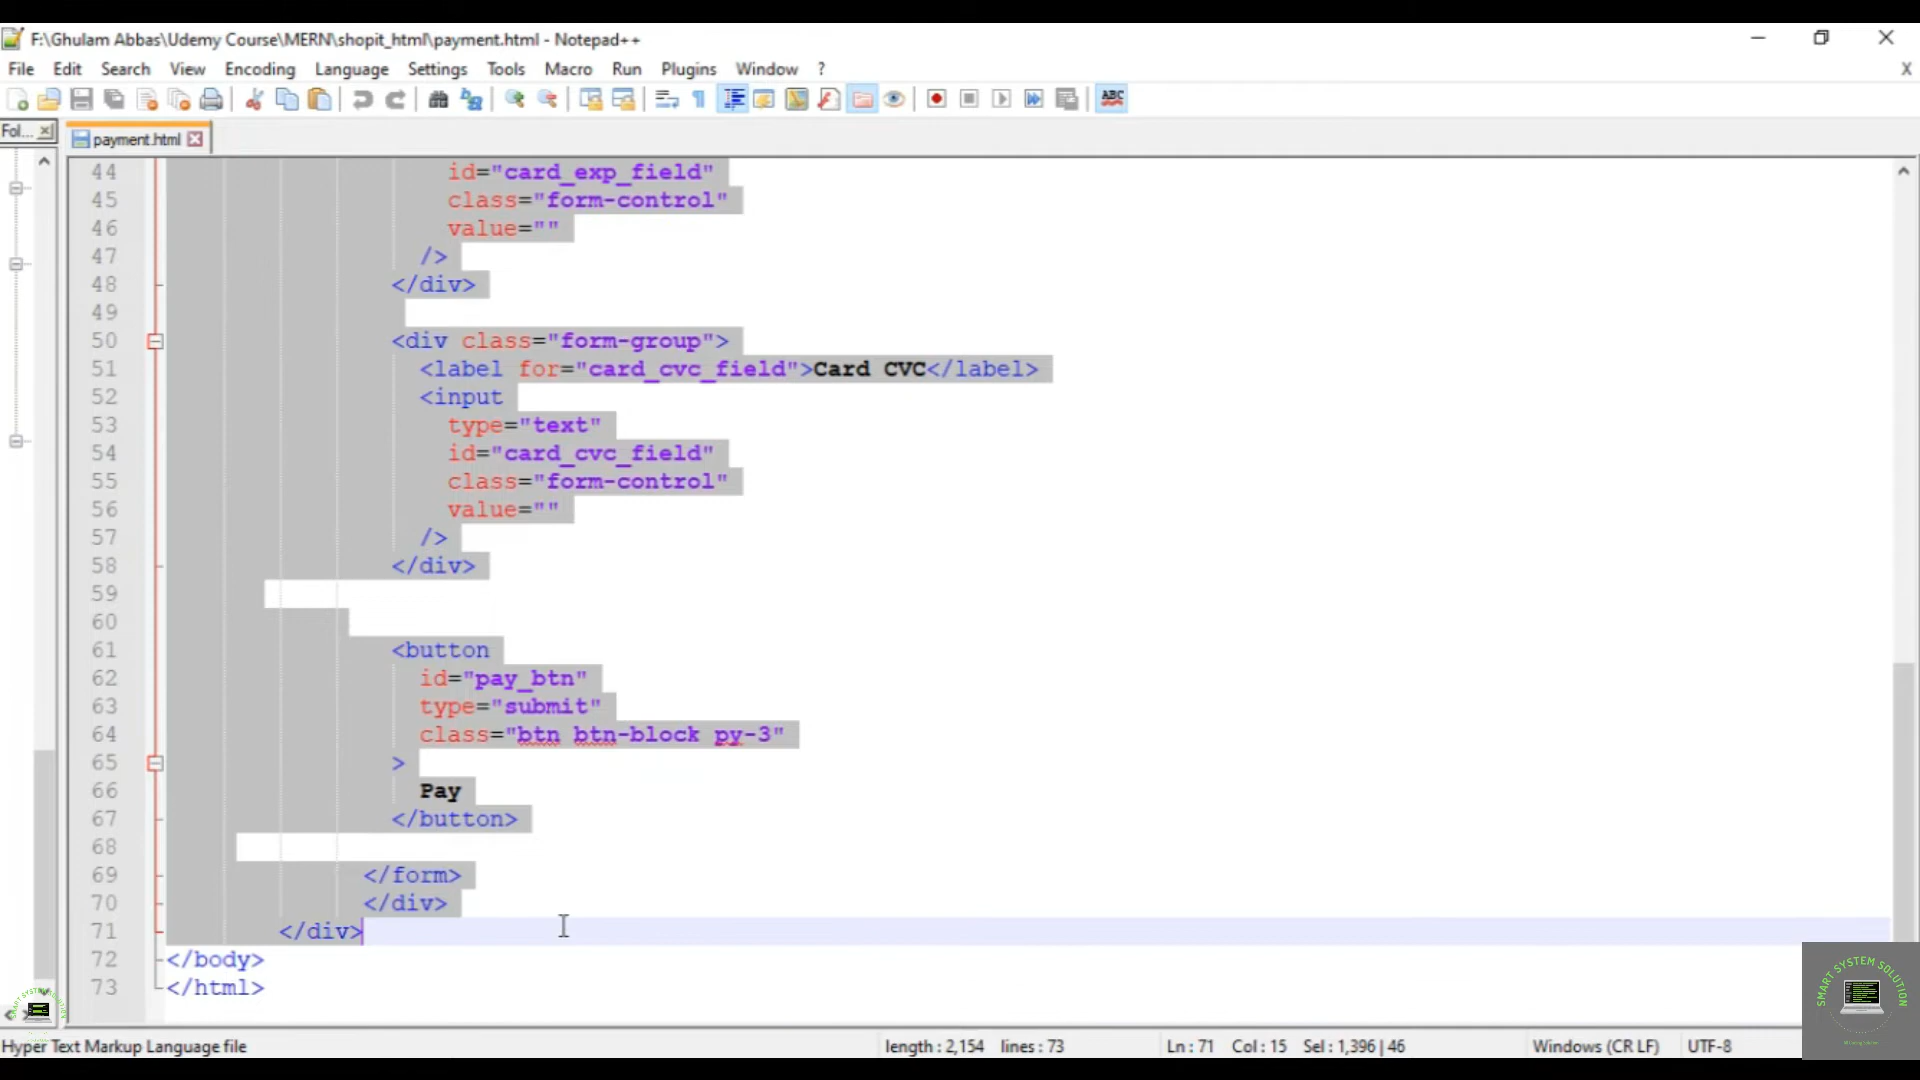 F:\Ghulam Abbas\Udemy Course\MERN\shopit_html\payment.html - Notepad++
File Edit Search View Encoding Language Settings Tools Macro Run Plugins Window ? X
ABC
Fol... payment.html
44 id="card_exp_field"
45 class="form-control"
46 value=""
47 />
48 </div>
49
50 <div class="form-group">
51 <label for="card_cvc_field">Card CVC</label>
52 <input
53 type="text"
54 id="card_cvc_field"
55 class="form-control"
56 value=""
57 />
58 </div>
59
60
61 <button
62 id="pay_btn"
63 type="submit"
64 class="btn btn-block py-3"
65 >
66 Pay
67 </button>
68
69 </form>
70 </div>
71 </div>
72 </body>
73 </html>
SMART SYSTEM SOLUTION
Hyper Text Markup Language file length : 2,154 lines : 73 Ln : 71 Col : 15 Sel : 1,396 | 46 Windows (CR LF) UTF-8